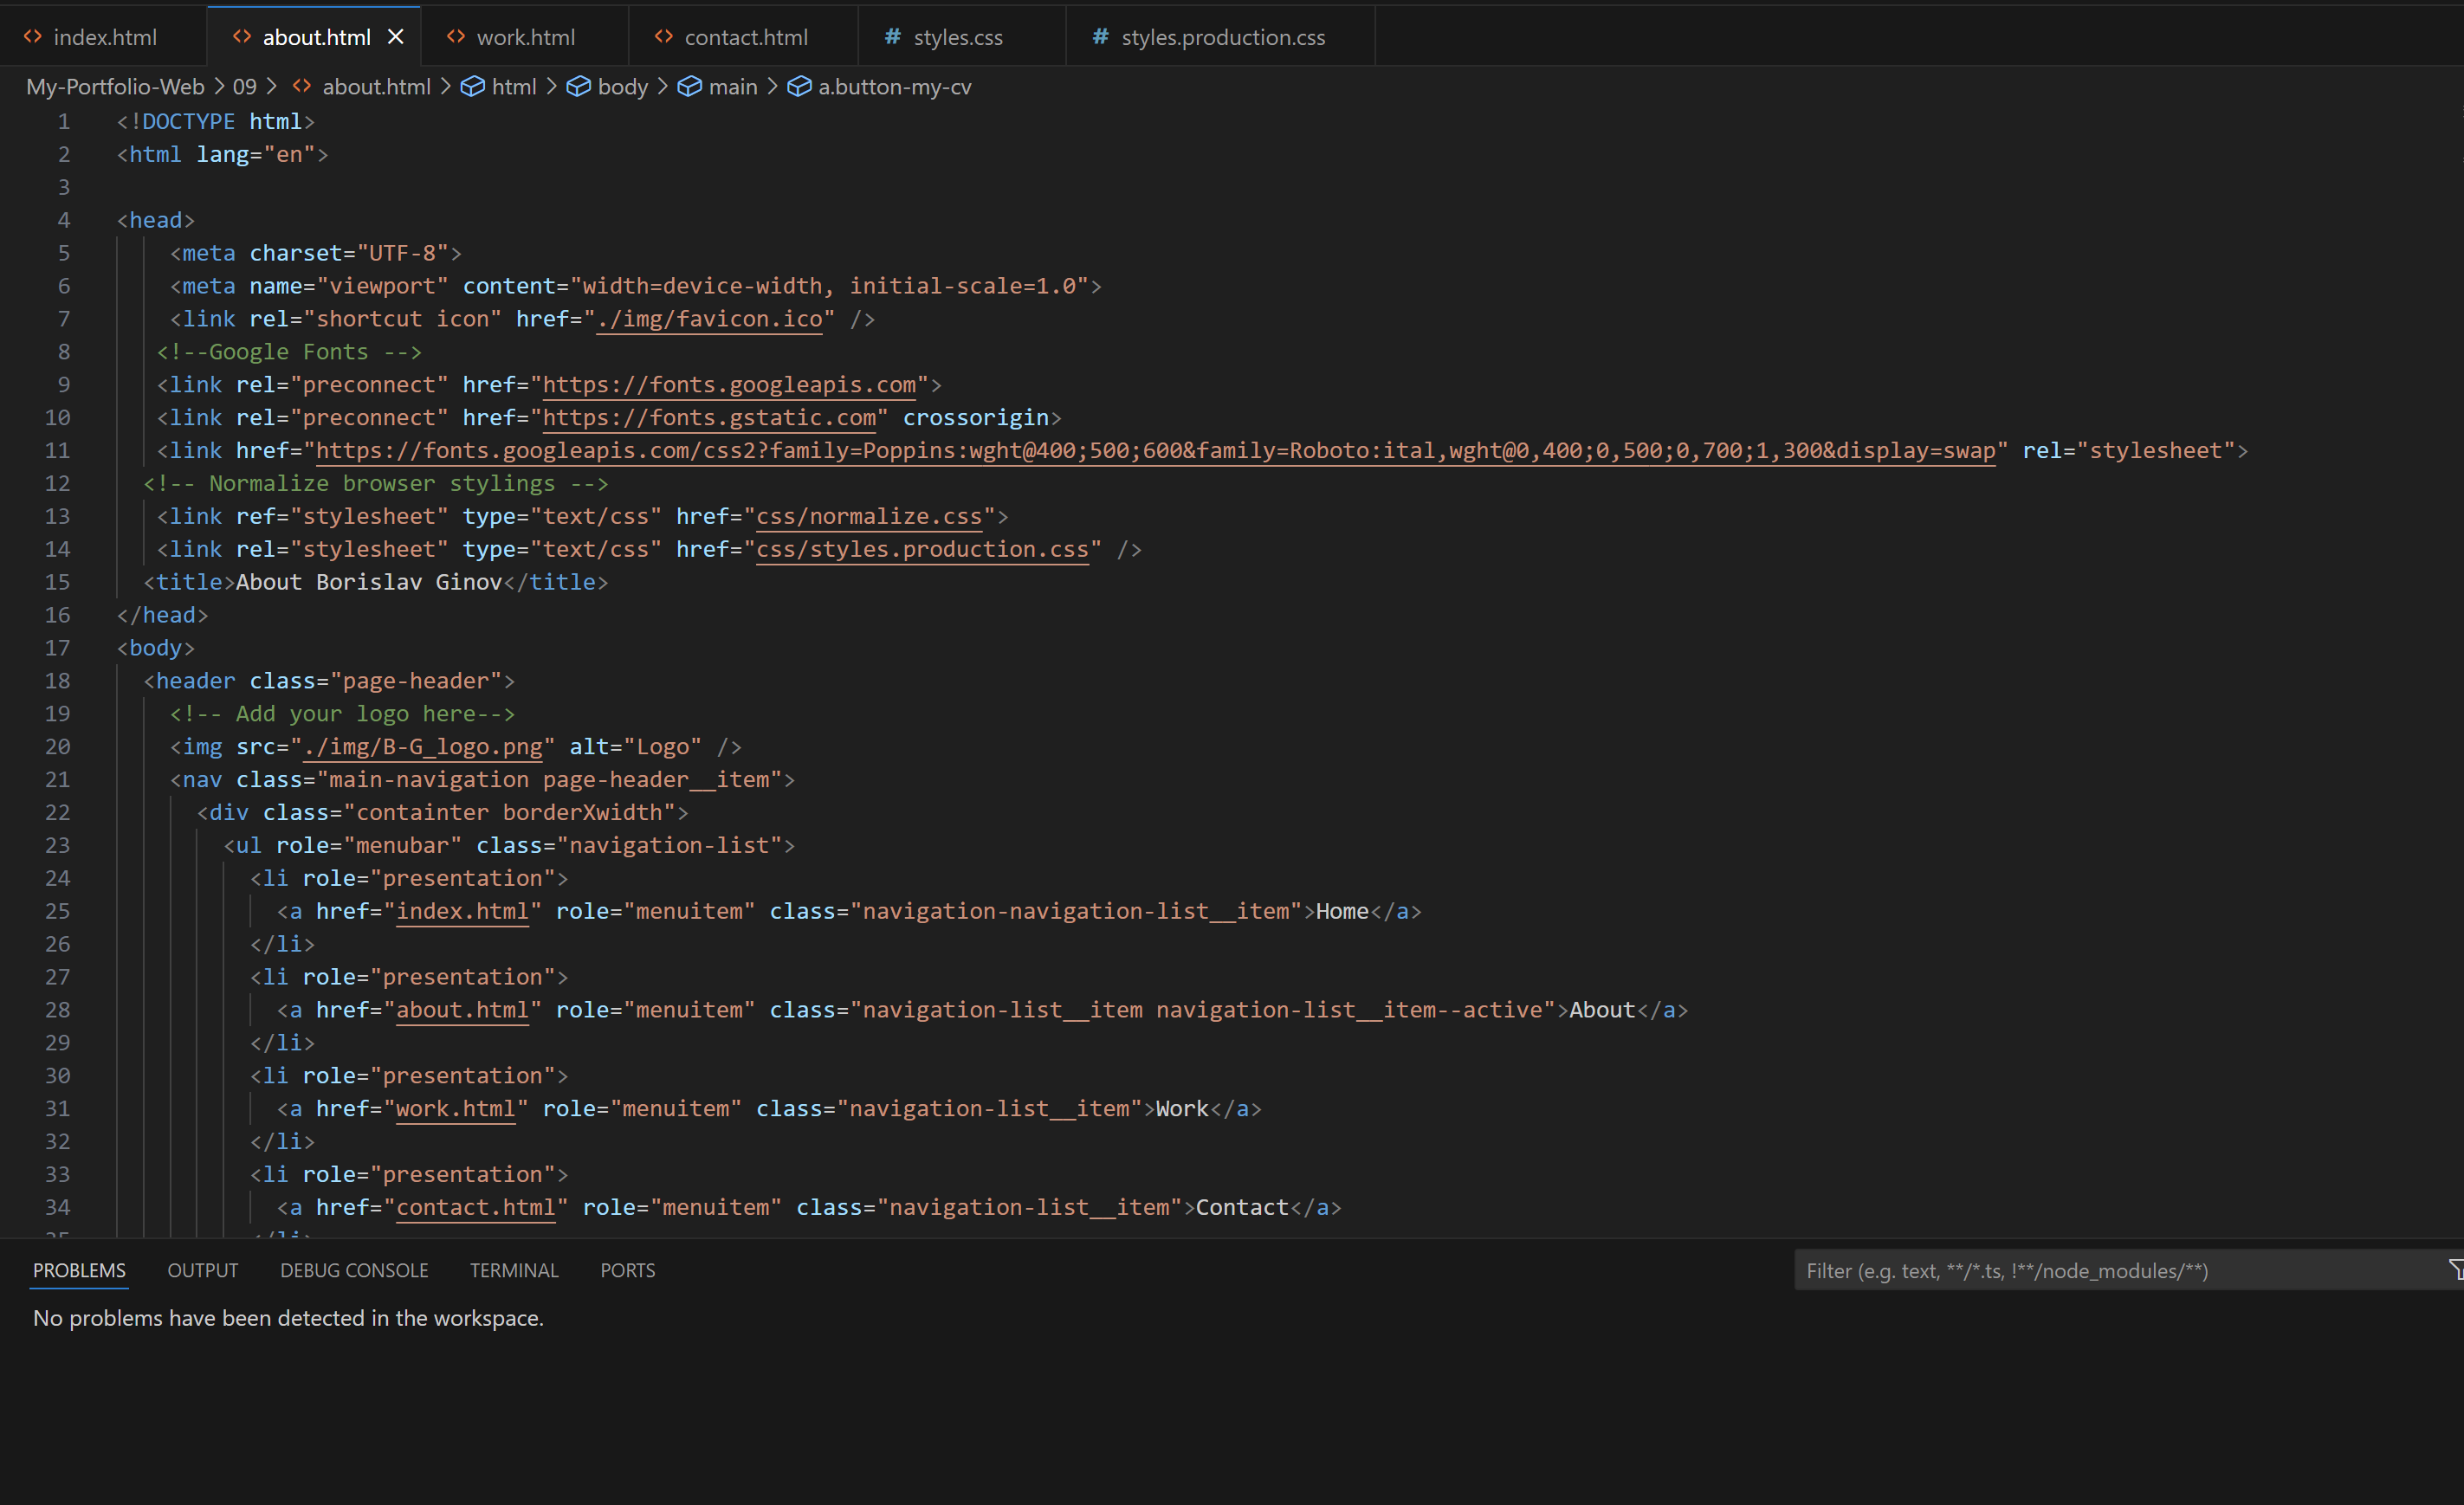 index.html about.html work.html contact.html # styles.css # styles.production.css
My-Portfolio-Web > 09 > about.html > html > body > main > a.button-my-cv
1 <!DOCTYPE html>
2 <html lang="en">
3
4 <head>
5 <meta charset="UTF-8">
6 <meta name="viewport" content="width=device-width, initial-scale=1.0">
7 <link rel="shortcut icon" href="./img/favicon.ico" />
8 <!--Google Fonts -->
9 <link rel="preconnect" href="https://fonts.googleapis.com">
10 <link rel="preconnect" href="https://fonts.gstatic.com" crossorigin>
11 <link href="https://fonts.googleapis.com/css2?family=Poppins:wght@400;500;600&family=Roboto:ital,wght@0,400;0,500;0,700;1,300&display=swap" rel="stylesheet">
12 <!-- Normalize browser stylings -->
13 <link ref="stylesheet" type="text/css" href="css/normalize.css">
14 <link rel="stylesheet" type="text/css" href="css/styles.production.css" />
15 <title>About Borislav Ginov</title>
16 </head>
17 <body>
18 <header class="page-header">
19 <!-- Add your logo here-->
20 <img src="./img/B-G_logo.png" alt="Logo" />
21 <nav class="main-navigation page-header__item">
22 <div class="containter borderXwidth">
23 <ul role="menubar" class="navigation-list">
24 <li role="presentation">
25 <a href="index.html" role="menuitem" class="navigation-navigation-list__item">Home</a>
26 </li>
27 <li role="presentation">
28 <a href="about.html" role="menuitem" class="navigation-list__item navigation-list__item--active">About</a>
29 </li>
30 <li role="presentation">
31 <a href="work.html" role="menuitem" class="navigation-list__item">Work</a>
32 </li>
33 <li role="presentation">
34 <a href="contact.html" role="menuitem" class="navigation-list__item">Contact</a>
35 </li>
PROBLEMS OUTPUT DEBUG CONSOLE TERMINAL PORTS Filter (e.g. text, **/*.ts, !**/node_modules/**)
No problems have been detected in the workspace.